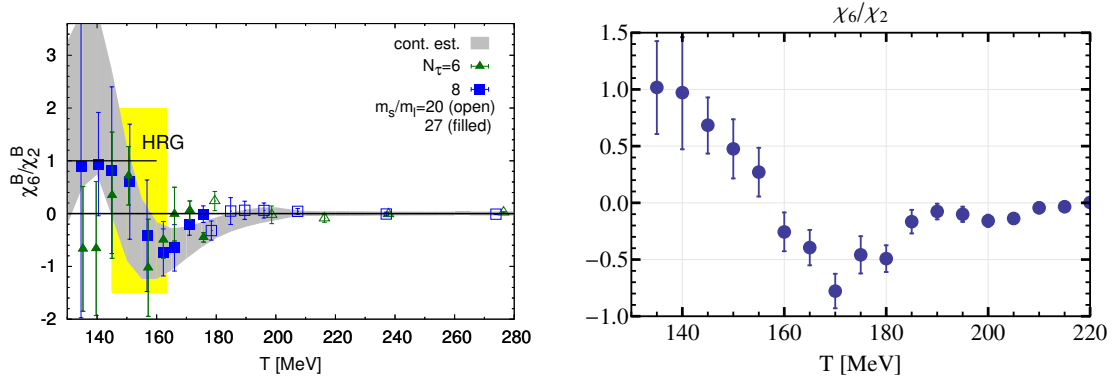 χ₆ᴮ/χ₂ᴮ
3
2
1
0
-1
-2
cont. est.
Nτ=6
8
mₛ/mₗ=20 (open)
27 (filled)
HRG
140 160 180 200 220 240 260 280
T [MeV]
χ₆/χ₂
1.5
1.0
0.5
0.0
−0.5
−1.0
140 160 180 200 220
T [MeV]